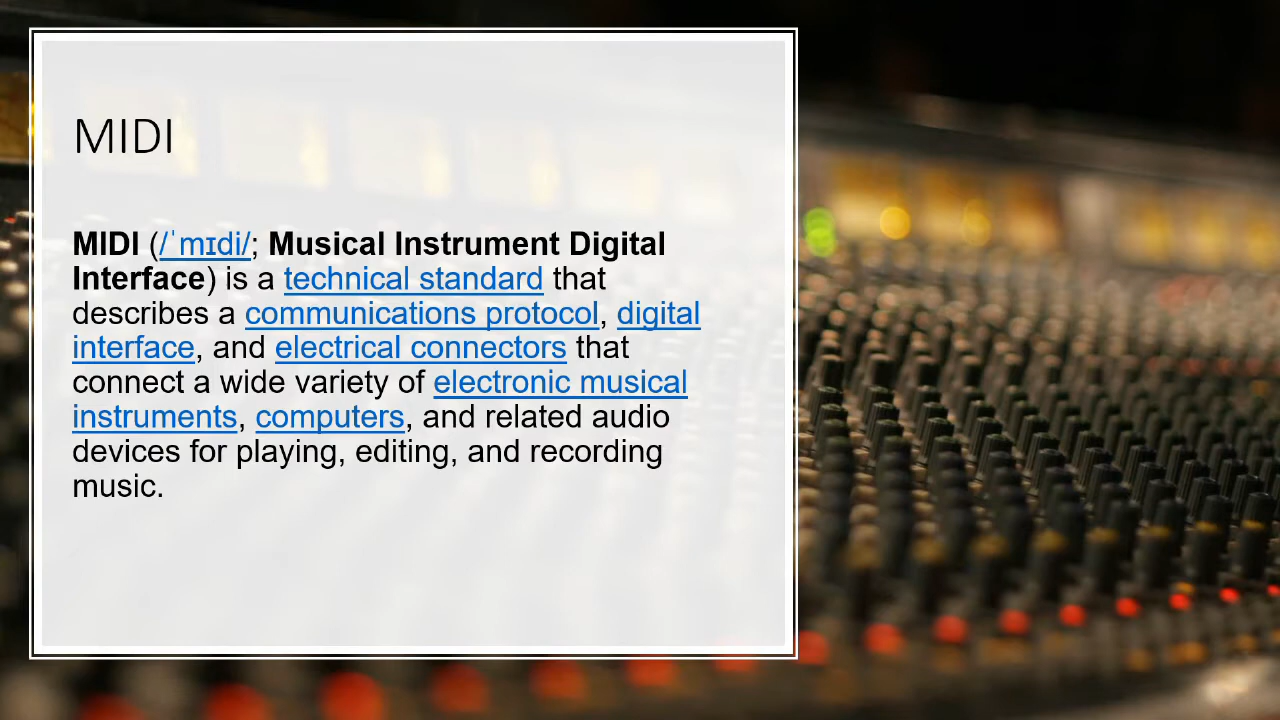 MIDI
MIDI (/ˈmɪdi/; Musical Instrument Digital
Interface) is a technical standard that
describes a communications protocol, digital
interface, and electrical connectors that
connect a wide variety of electronic musical
instruments, computers, and related audio
devices for playing, editing, and recording
music.